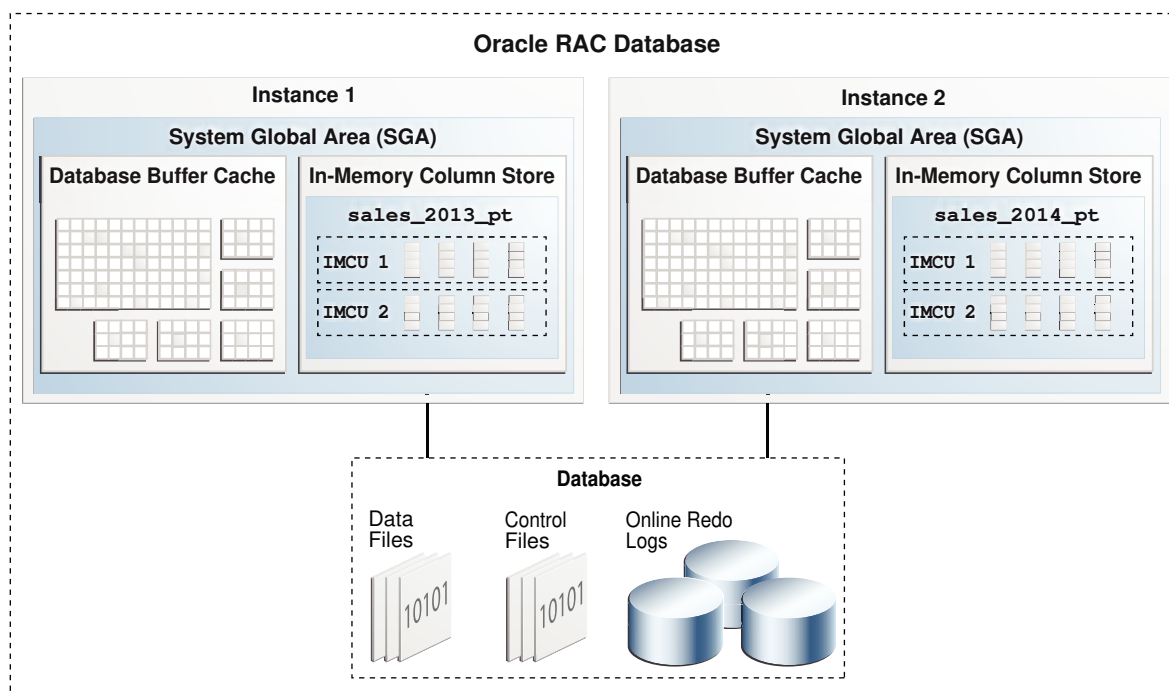 Oracle RAC Database
Instance 1
System Global Area (SGA)
Database Buffer Cache
In-Memory Column Store
sales_2013_pt
IMCU 1
IMCU 2
Instance 2
System Global Area (SGA)
Database Buffer Cache
In-Memory Column Store
sales_2014_pt
IMCU 1
IMCU 2
Database
Data
Files
10101
Control
Files
10101
Online Redo
Logs